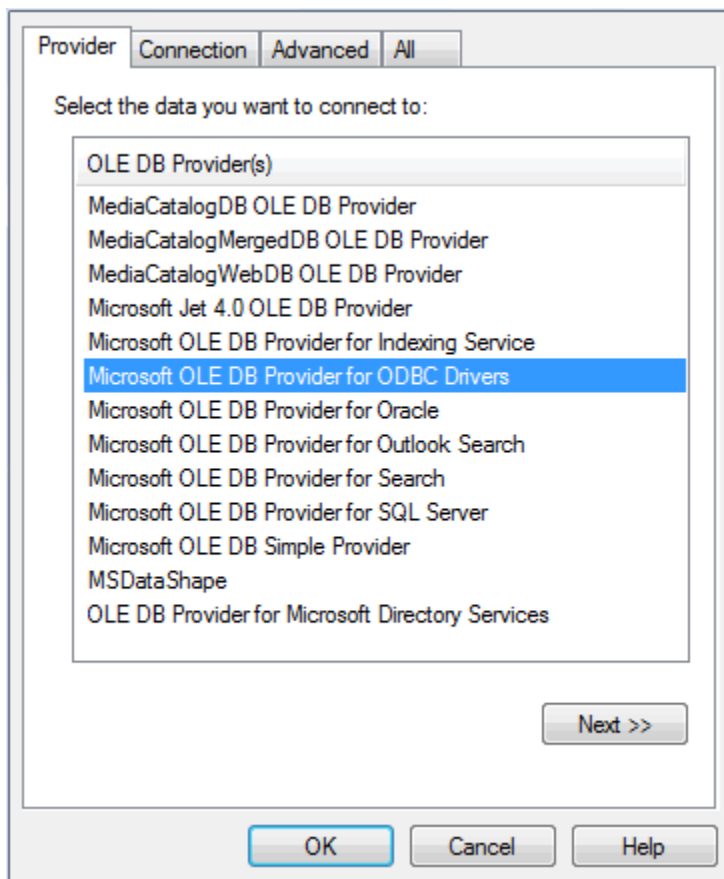 Provider Connection Advanced All
Select the data you want to connect to:
OLE DB Provider(s)
MediaCatalogDB OLE DB Provider
MediaCatalogMergedDB OLE DB Provider
MediaCatalogWebDB OLE DB Provider
Microsoft Jet 4.0 OLE DB Provider
Microsoft OLE DB Provider for Indexing Service
Microsoft OLE DB Provider for ODBC Drivers
Microsoft OLE DB Provider for Oracle
Microsoft OLE DB Provider for Outlook Search
Microsoft OLE DB Provider for Search
Microsoft OLE DB Provider for SQL Server
Microsoft OLE DB Simple Provider
MSDataShape
OLE DB Provider for Microsoft Directory Services
Next >>
OK Cancel Help